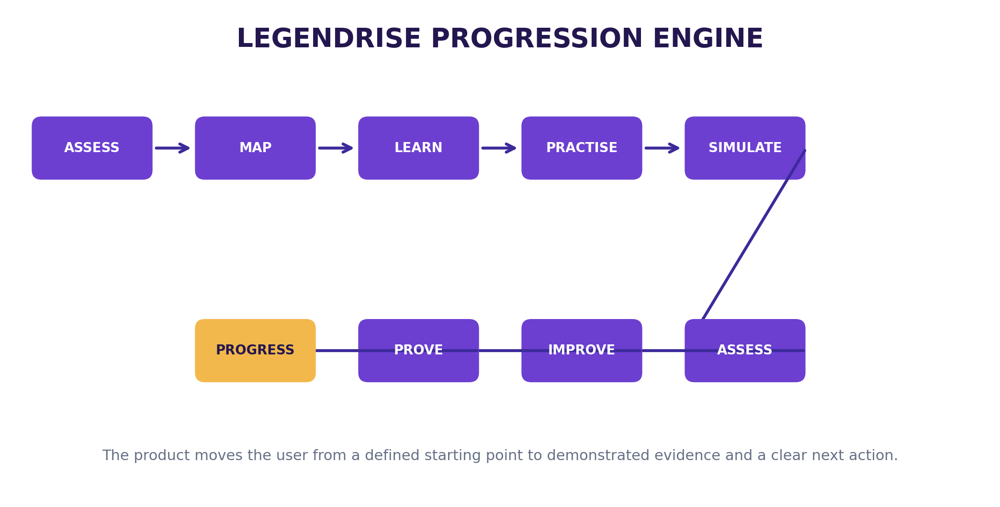 LEGENDRISE PROGRESSION ENGINE
ASSESS
MAP
LEARN
PRACTISE
SIMULATE
PROGRESS
PROVE
IMPROVE
ASSESS
The product moves the user from a defined starting point to demonstrated evidence and a clear next action.